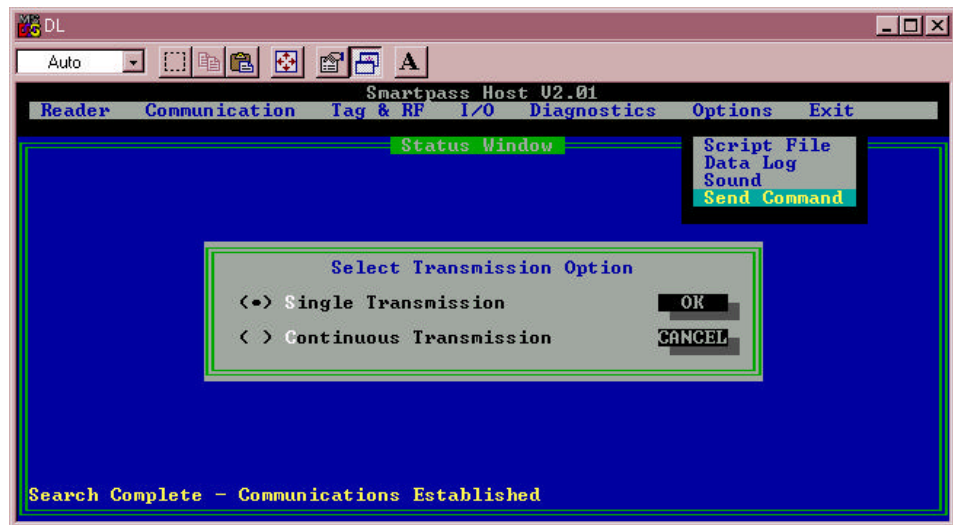 DL
Auto
A
Smartpass Host V2.01
Reader Communication Tag & RF I/O Diagnostics Options Exit
Status Window
Script File
Data Log
Sound
Send Command
Select Transmission Option
(•) Single Transmission OK
( ) Continuous Transmission CANCEL
Search Complete - Communications Established